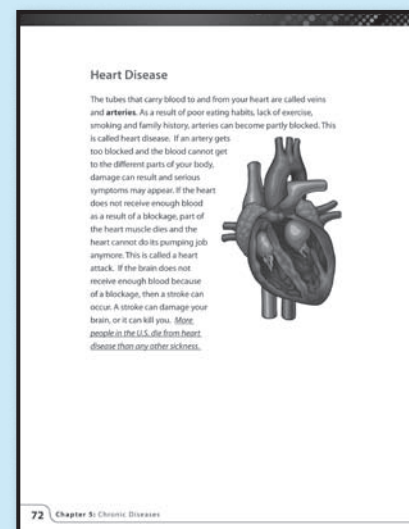 Heart Disease
The tubes that carry blood to and from your heart are called veins
and arteries. As a result of poor eating habits, lack of exercise,
smoking and family history, arteries can become partly blocked. This
is called heart disease. If an artery gets
too blocked and the blood cannot get
to the different parts of your body,
damage can result and serious
symptoms may appear. If the heart
does not receive enough blood
as a result of a blockage, part of
the heart muscle dies and the
heart cannot do its pumping job
anymore. This is called a heart
attack. If the brain does not
receive enough blood because
of a blockage, then a stroke can
occur. A stroke can damage your
brain, or it can kill you. More
people in the U.S. die from heart
disease than any other sickness.
72 Chapter 5: Chronic Diseases